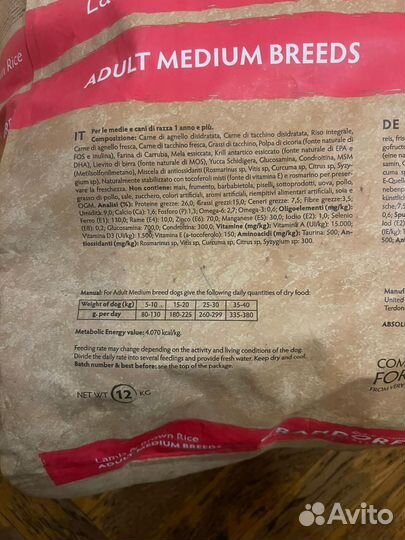 La
Rice
ADULT MEDIUM BREEDS
IT
Per le medie e cani di razza 1 anno e più.
Composizione: Carne di agnello disidratata, Carne di tacchino disidratata, Riso integrale,
Carne di agnello fresca, Carne di tacchino fresca, Grassi di tacchino, Polpa di cicoria (fonte naturale di
FOS e inulina), Farina di Carruba, Mela essiccata, Krill antartico essiccato (fonte naturale di EPA e
DHA), Lievito di birra (fonte naturale di MOS), Yucca Schidigera, Glucosamina, Condroitina, MSM
(Metilsolfonilmetano), Miscela di antiossidanti (Rosmarinus sp, Vitis sp, Curcuma sp, Citrus sp, Syzy-
gium sp). Naturalmente stabilizzato con tocoferoli misti (fonte di vitamina E) e rosmarino per preser-
vare la freschezza. Non contiene: mais, frumento, barbabietole, piselli, sottoprodotti, uova, pollo,
grasso di pollo, sale, zucchero, colori artificiali, aromi artificiali, riempitivi alimentari artificiali, soia e
OGM. Analisi (%): Proteine grezze: 26.0; Grassi grezzi:15.0; Ceneri grezze: 7.5; Fibre grezze:3.5;
Umidità: 9.0; Calcio (Ca): 1.6; Fosforo (P):1.3; Omega-6: 2.7; Omega-3: 0.6; Oligoelementi (mg/kg):
Ferro (E1): 130.0; Rame (E4): 10.0; Zinco (E6): 70.0; Manganese (E5): 30.0; Iodio (E2): 1.0; Selenio
(E8): 0.2; Glucosamine: 700.0; Condroitina: 300.0; Vitamine (mg/kg): Vitamina A (UI/kg): 15.000;
Vitamina D3 (UI/kg): 1.500; Vitamina E (a-tocoferolo): 150; Aminoacidi (mg/kg): Taurina: 500; An-
tiossidanti (mg/kg): Rosmarinus sp, Vitis sp, Curcuma sp, Citrus sp, Syzygium sp: 300.
DE
Manual: For Adult Medium breed dogs give the following daily quantities of dry food:
Weight of dog (kg) 5-10 15-20 25-30 35-40
g. per day 80-130 180-225 260-299 335-380
Metabolic Energy value: 4.070 kcal/kg.
Feeding rate may change depending on the activity and living conditions of the dog.
Divide the daily rate into several feedings and provide fresh water. Keep dry and cool.
Batch number & best before: see the top of the package.
NET WT 12 KG
United
Terdon
ABSOL
COM
FOR
FROM VERY
Lamb Brown Rice
ADULT MEDIUM BREEDS
Avito